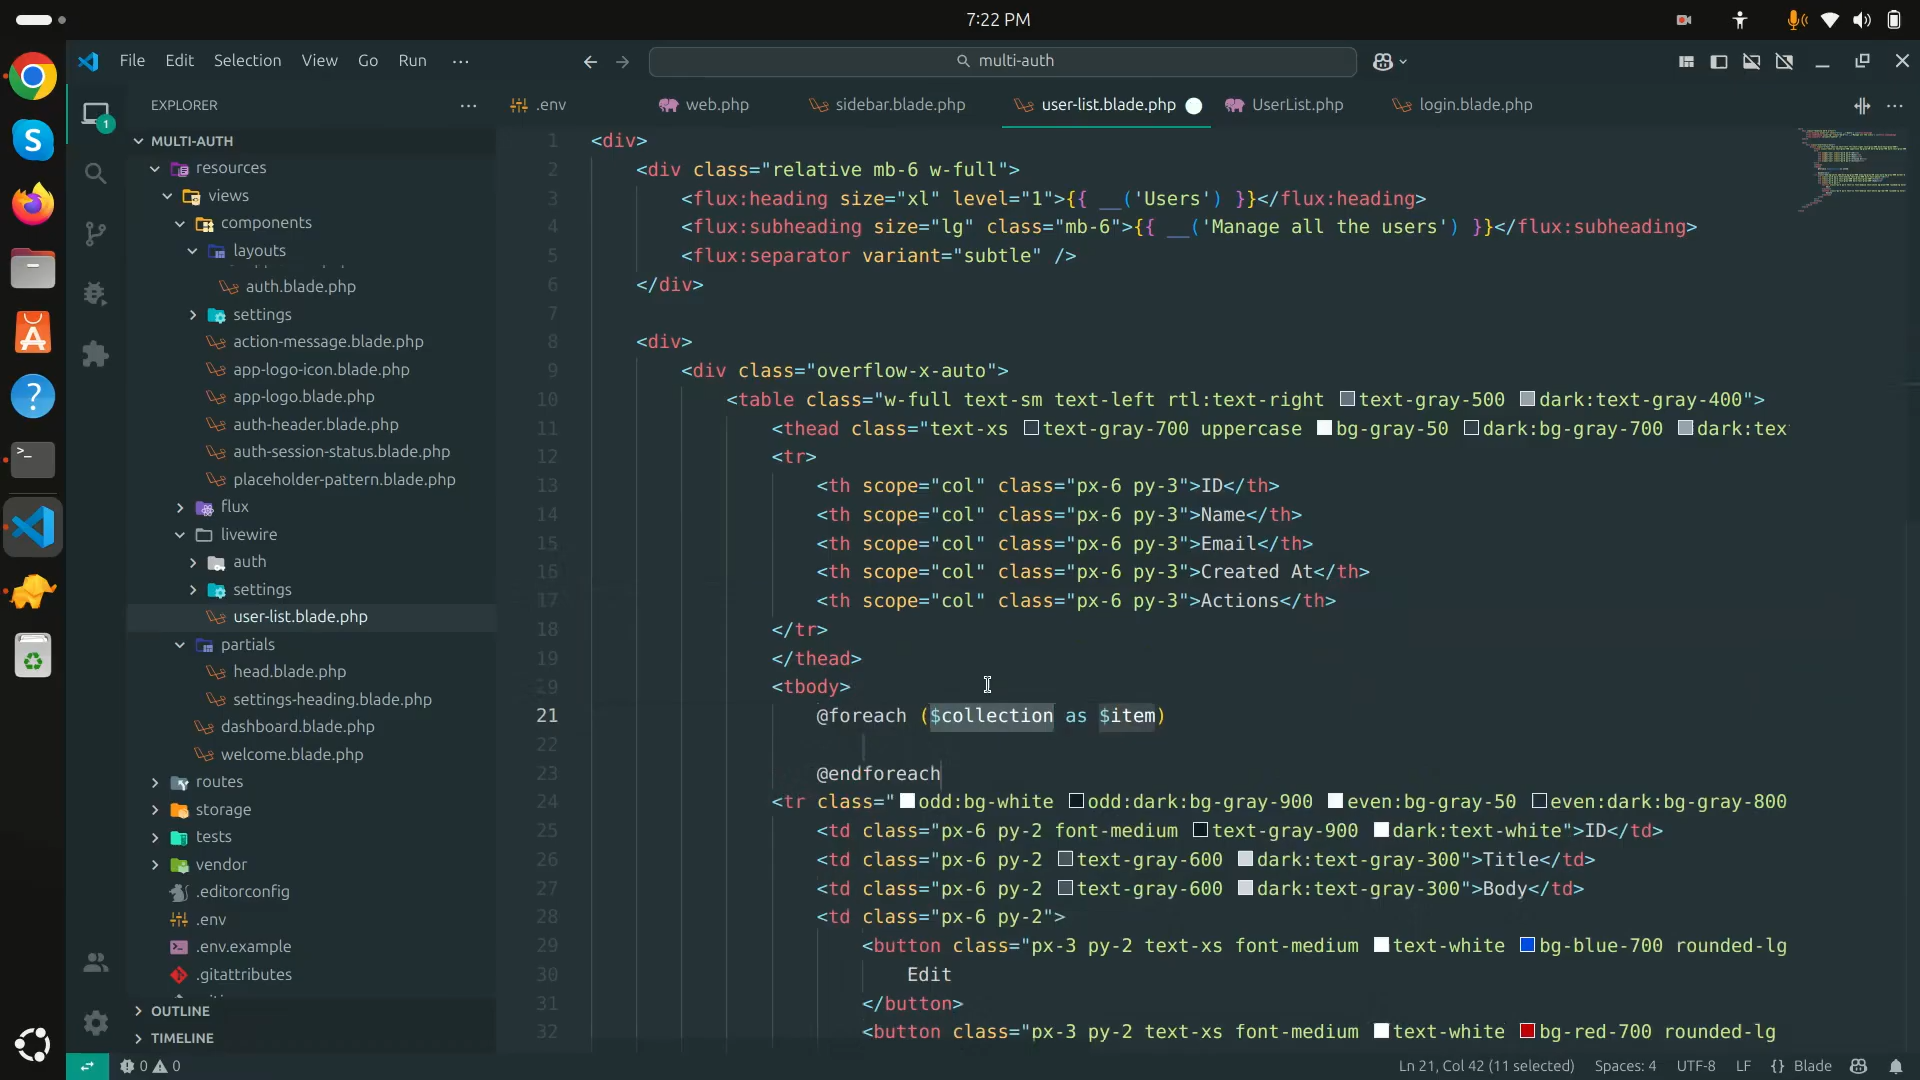 7:22 PM
File Edit Selection View Go Run ···
multi-auth
EXPLORER ···
.env web.php sidebar.blade.php user-list.blade.php UserList.php login.blade.php ···
MULTI-AUTH
resources
views
components
layouts
auth.blade.php
settings
action-message.blade.php
app-logo-icon.blade.php
app-logo.blade.php
auth-header.blade.php
auth-session-status.blade.php
placeholder-pattern.blade.php
flux
livewire
auth
settings
user-list.blade.php
partials
head.blade.php
settings-heading.blade.php
dashboard.blade.php
welcome.blade.php
routes
storage
tests
vendor
.editorconfig
.env
.env.example
.gitattributes
OUTLINE
TIMELINE
1 <div>
2 <div class="relative mb-6 w-full">
3 <flux:heading size="xl" level="1">{{ __('Users') }}</flux:heading>
4 <flux:subheading size="lg" class="mb-6">{{ __('Manage all the users') }}</flux:subheading>
5 <flux:separator variant="subtle" />
6 </div>
7
8 <div>
9 <div class="overflow-x-auto">
10 <table class="w-full text-sm text-left rtl:text-right text-gray-500 dark:text-gray-400">
11 <thead class="text-xs text-gray-700 uppercase bg-gray-50 dark:bg-gray-700 dark:tex
12 <tr>
13 <th scope="col" class="px-6 py-3">ID</th>
14 <th scope="col" class="px-6 py-3">Name</th>
15 <th scope="col" class="px-6 py-3">Email</th>
16 <th scope="col" class="px-6 py-3">Created At</th>
17 <th scope="col" class="px-6 py-3">Actions</th>
18 </tr>
19 </thead>
<tbody>
21 @foreach ($collection as $item)
22
23 @endforeach
24 <tr class="odd:bg-white odd:dark:bg-gray-900 even:bg-gray-50 even:dark:bg-gray-800
25 <td class="px-6 py-2 font-medium text-gray-900 dark:text-white">ID</td>
26 <td class="px-6 py-2 text-gray-600 dark:text-gray-300">Title</td>
27 <td class="px-6 py-2 text-gray-600 dark:text-gray-300">Body</td>
28 <td class="px-6 py-2">
29 <button class="px-3 py-2 text-xs font-medium text-white bg-blue-700 rounded-lg
30 Edit
31 </button>
32 <button class="px-3 py-2 text-xs font-medium text-white bg-red-700 rounded-lg
1
0 0 Ln 21, Col 42 (11 selected) Spaces: 4 UTF-8 LF {} Blade